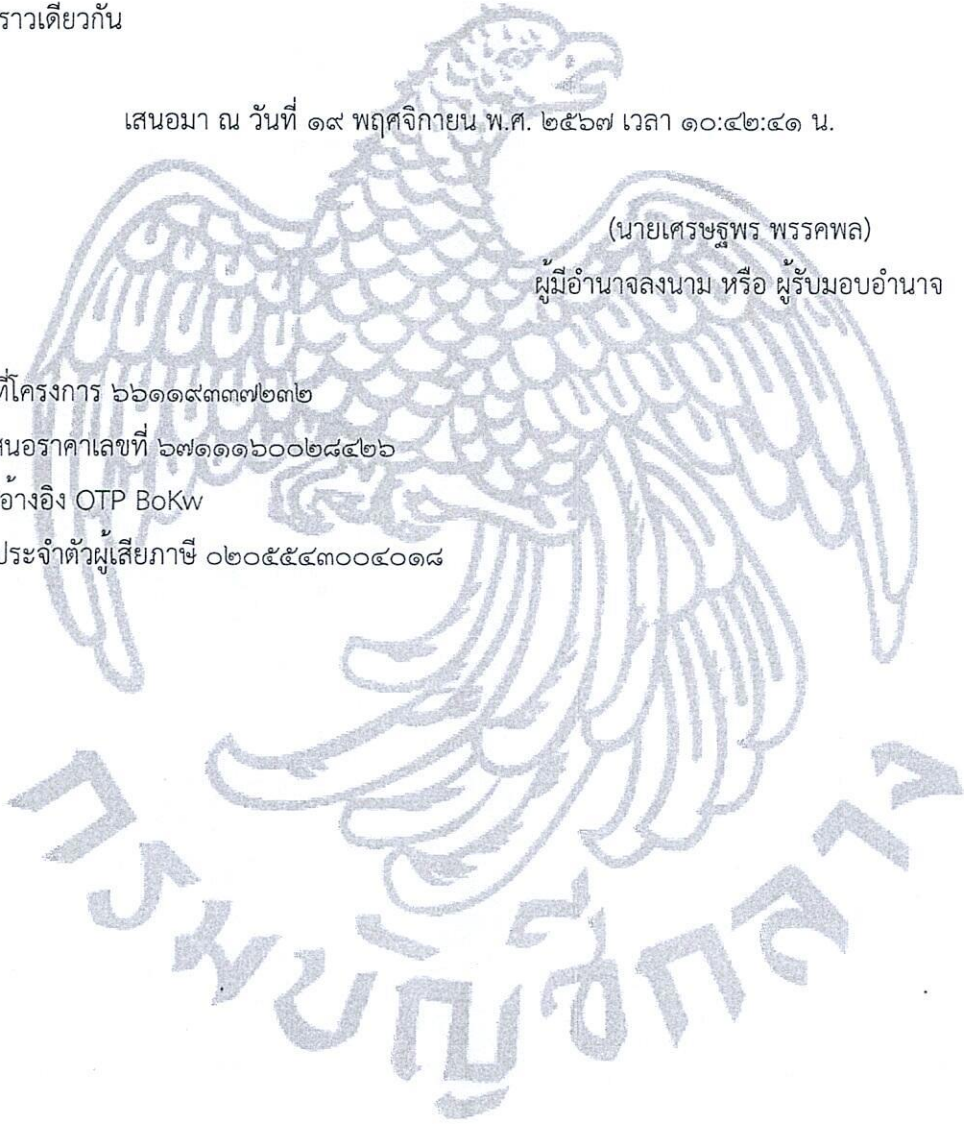 ราวเดียวกัน
เสนอมา ณ วันที่ ๑๙ พฤศจิกายน พ.ศ. ๒๕๖๗ เวลา ๑๐:๔๒:๔๑ น.
(นายเศรษฐพร พรรคพล)
ผู้มีอำนาจลงนาม หรือ ผู้รับมอบอำนาจ
ที่โครงการ ๖๖๑๑๙๓๓๗๒๓๒
สนอราคาเลขที่ ๖๗๑๑๑๖๐๐๒๘๔๒๖
อ้างอิง OTP BoKw
ประจำตัวผู้เสียภาษี ๐๒๐๕๕๔๓๐๐๔๐๑๘
กรมบัญชีกลาง